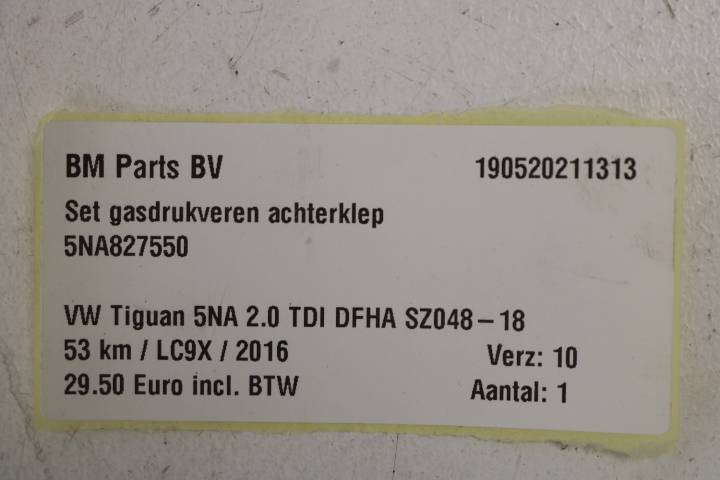 BM Parts BV 190520211313
Set gasdrukveren achterklep
5NA827550
VW Tiguan 5NA 2.0 TDI DFHA SZ048-18
53 km / LC9X / 2016 Verz: 10
29.50 Euro incl. BTW Aantal: 1